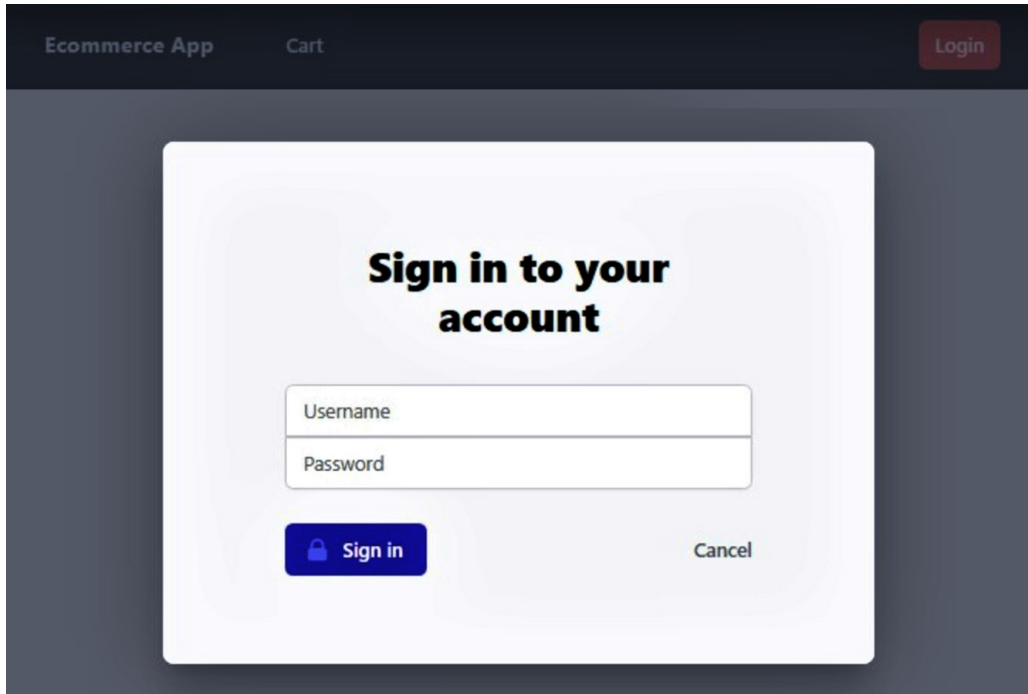 Ecommerce App Cart Login
Sign in to your
account
Username
Password
Sign in Cancel